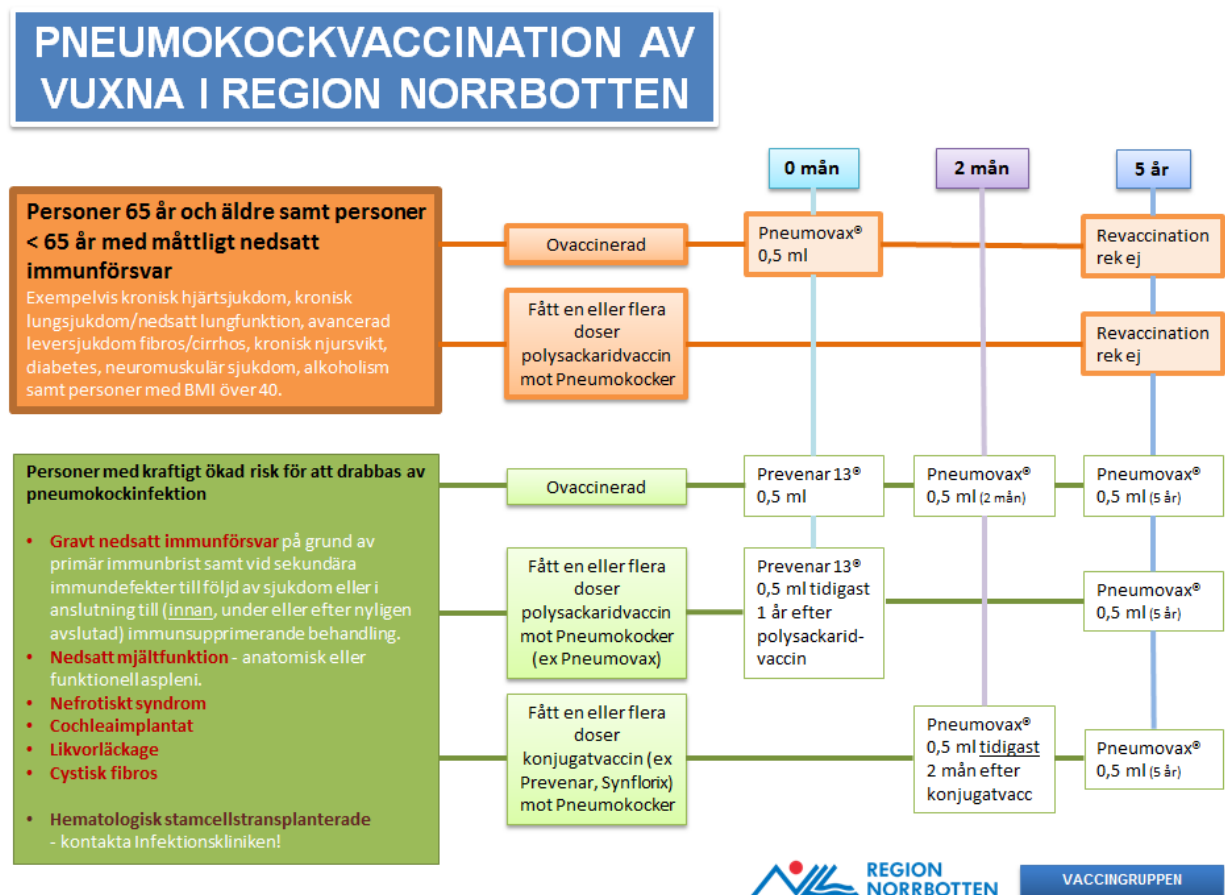 PNEUMOKOCKVACCINATION AV
VUXNA I REGION NORRBOTTEN
0 mån
2 mån
5 år
Personer 65 år och äldre samt personer
< 65 år med måttligt nedsatt
immunförsvar
Exempelvis kronisk hjärtsjukdom, kronisk
lungsjukdom/nedsatt lungfunktion, avancerad
leversjukdom fibros/cirrhos, kronisk njursvikt,
diabetes, neuromuskulär sjukdom, alkoholism
samt personer med BMI över 40.
Ovaccinerad
Pneumovax®
0,5 ml
Revaccination
rek ej
Fått en eller flera
doser
polysackaridvaccin
mot Pneumokocker
Revaccination
rek ej
Personer med kraftigt ökad risk för att drabbas av
pneumokockinfektion
• Gravt nedsatt immunförsvar på grund av
primär immunbrist samt vid sekundära
immundefekter till följd av sjukdom eller i
anslutning till (innan, under eller efter nyligen
avslutad) immunsupprimerande behandling.
• Nedsatt mjältfunktion - anatomisk eller
funktionell aspleni.
• Nefrotiskt syndrom
• Cochleaimplantat
• Likvorläckage
• Cystisk fibros
• Hematologisk stamcellstransplanterade
- kontakta Infektionskliniken!
Ovaccinerad
Prevenar 13®
0,5 ml
Pneumovax®
0,5 ml (2 mån)
Pneumovax®
0,5 ml (5 år)
Fått en eller flera
doser
polysackaridvaccin
mot Pneumokocker
(ex Pneumovax)
Prevenar 13®
0,5 ml tidigast
1 år efter
polysackarid-
vaccin
Pneumovax®
0,5 ml (5 år)
Fått en eller flera
doser
konjugatvaccin (ex
Prevenar, Synflorix)
mot Pneumokocker
Pneumovax®
0,5 ml tidigast
2 mån efter
konjugatvacc
Pneumovax®
0,5 ml (5 år)
REGION
NORRBOTTEN
VACCINGRUPPEN